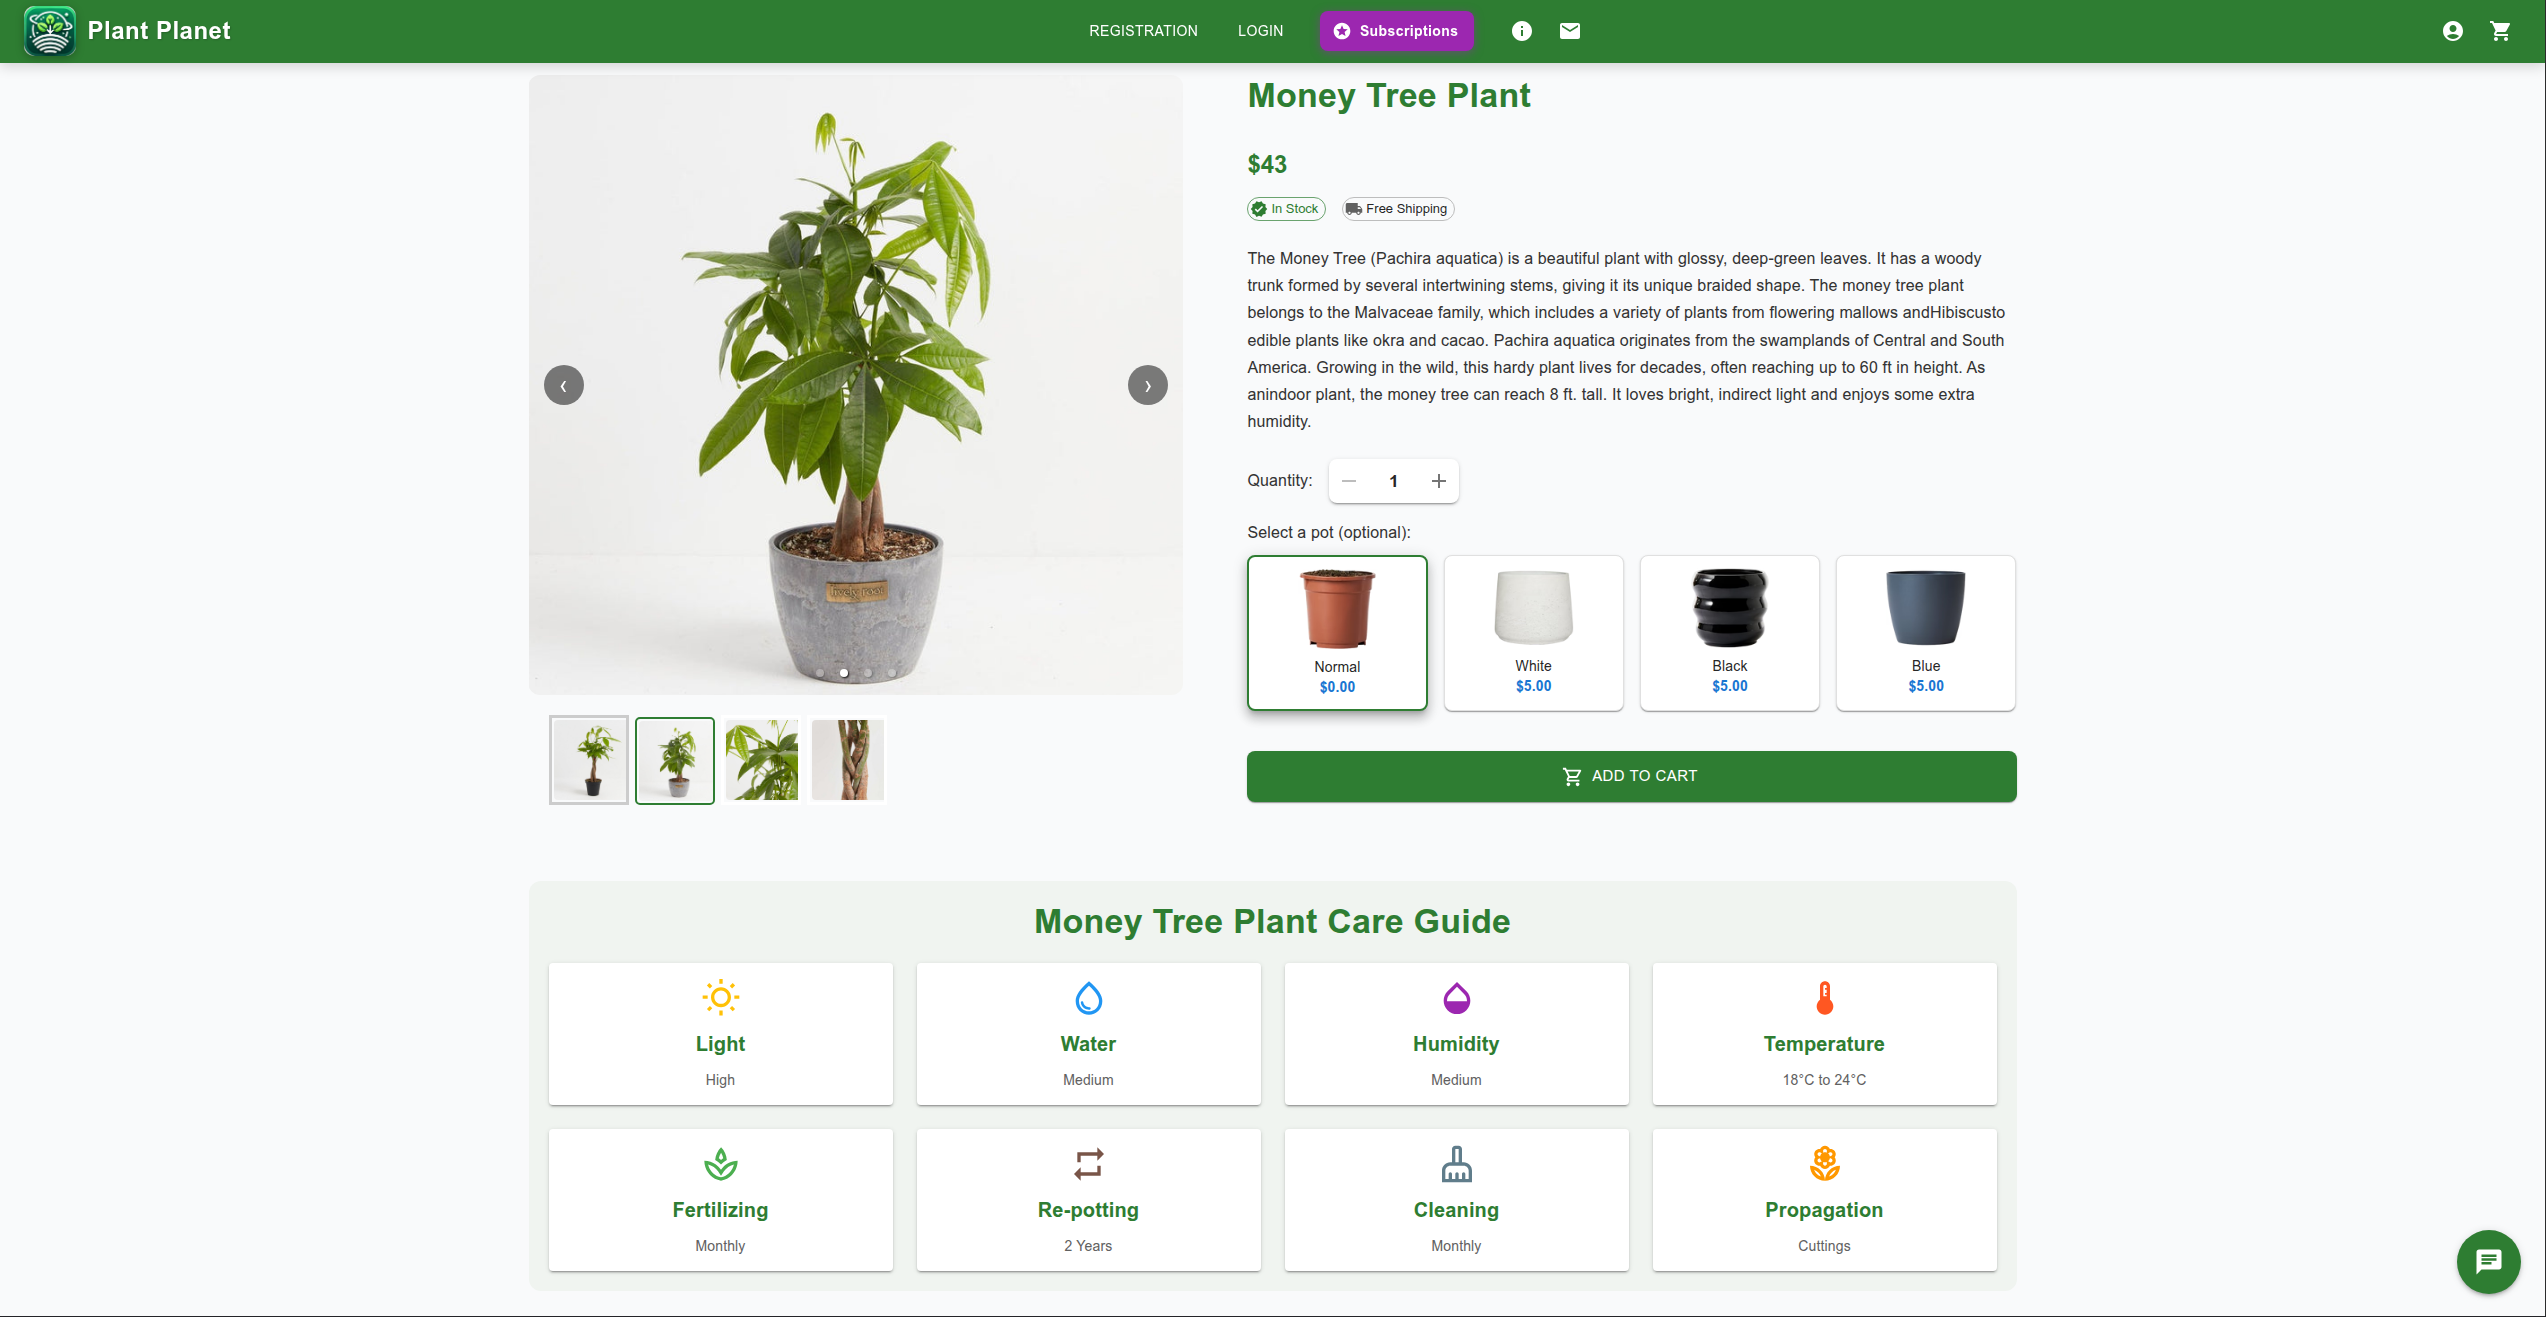 Plant Planet
REGISTRATION
LOGIN
Subscriptions
Money Tree Plant
$43
In Stock
Free Shipping
The Money Tree (Pachira aquatica) is a beautiful plant with glossy, deep-green leaves. It has a woody
trunk formed by several intertwining stems, giving it its unique braided shape. The money tree plant
belongs to the Malvaceae family, which includes a variety of plants from flowering mallows andHibiscusto
edible plants like okra and cacao. Pachira aquatica originates from the swamplands of Central and South
America. Growing in the wild, this hardy plant lives for decades, often reaching up to 60 ft in height. As
anindoor plant, the money tree can reach 8 ft. tall. It loves bright, indirect light and enjoys some extra
humidity.
lively root
Quantity:
1
Select a pot (optional):
Normal
$0.00
White
$5.00
Black
$5.00
Blue
$5.00
ADD TO CART
Money Tree Plant Care Guide
Light
High
Water
Medium
Humidity
Medium
Temperature
18°C to 24°C
Fertilizing
Monthly
Re-potting
2 Years
Cleaning
Monthly
Propagation
Cuttings